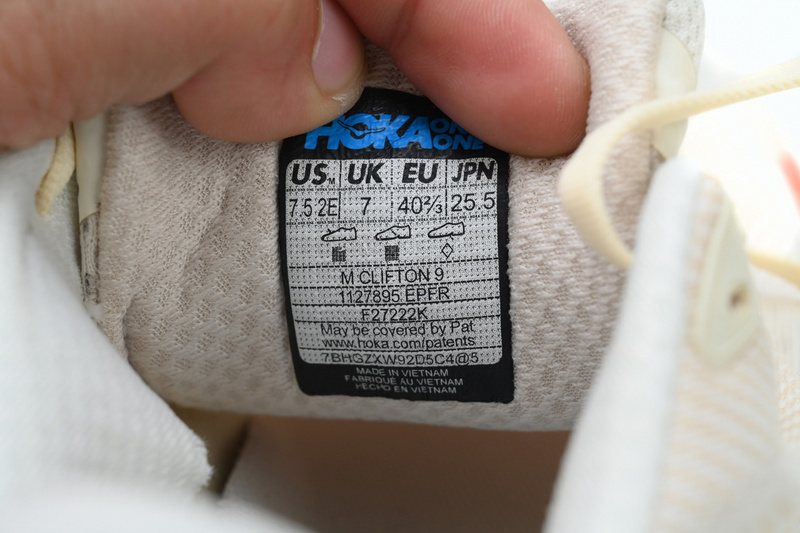 HOKA ONE ONE
US M UK EU JPN
7.5 2E 7 40⅔ 25.5
M CLIFTON 9
1127895 EPFR
F27222K
May be covered by Pat
www.hoka.com/patents
7BHGZXW92D5C4@5
MADE IN VIETNAM
FABRIQUÉ AU VIETNAM
HECHO EN VIETNAM